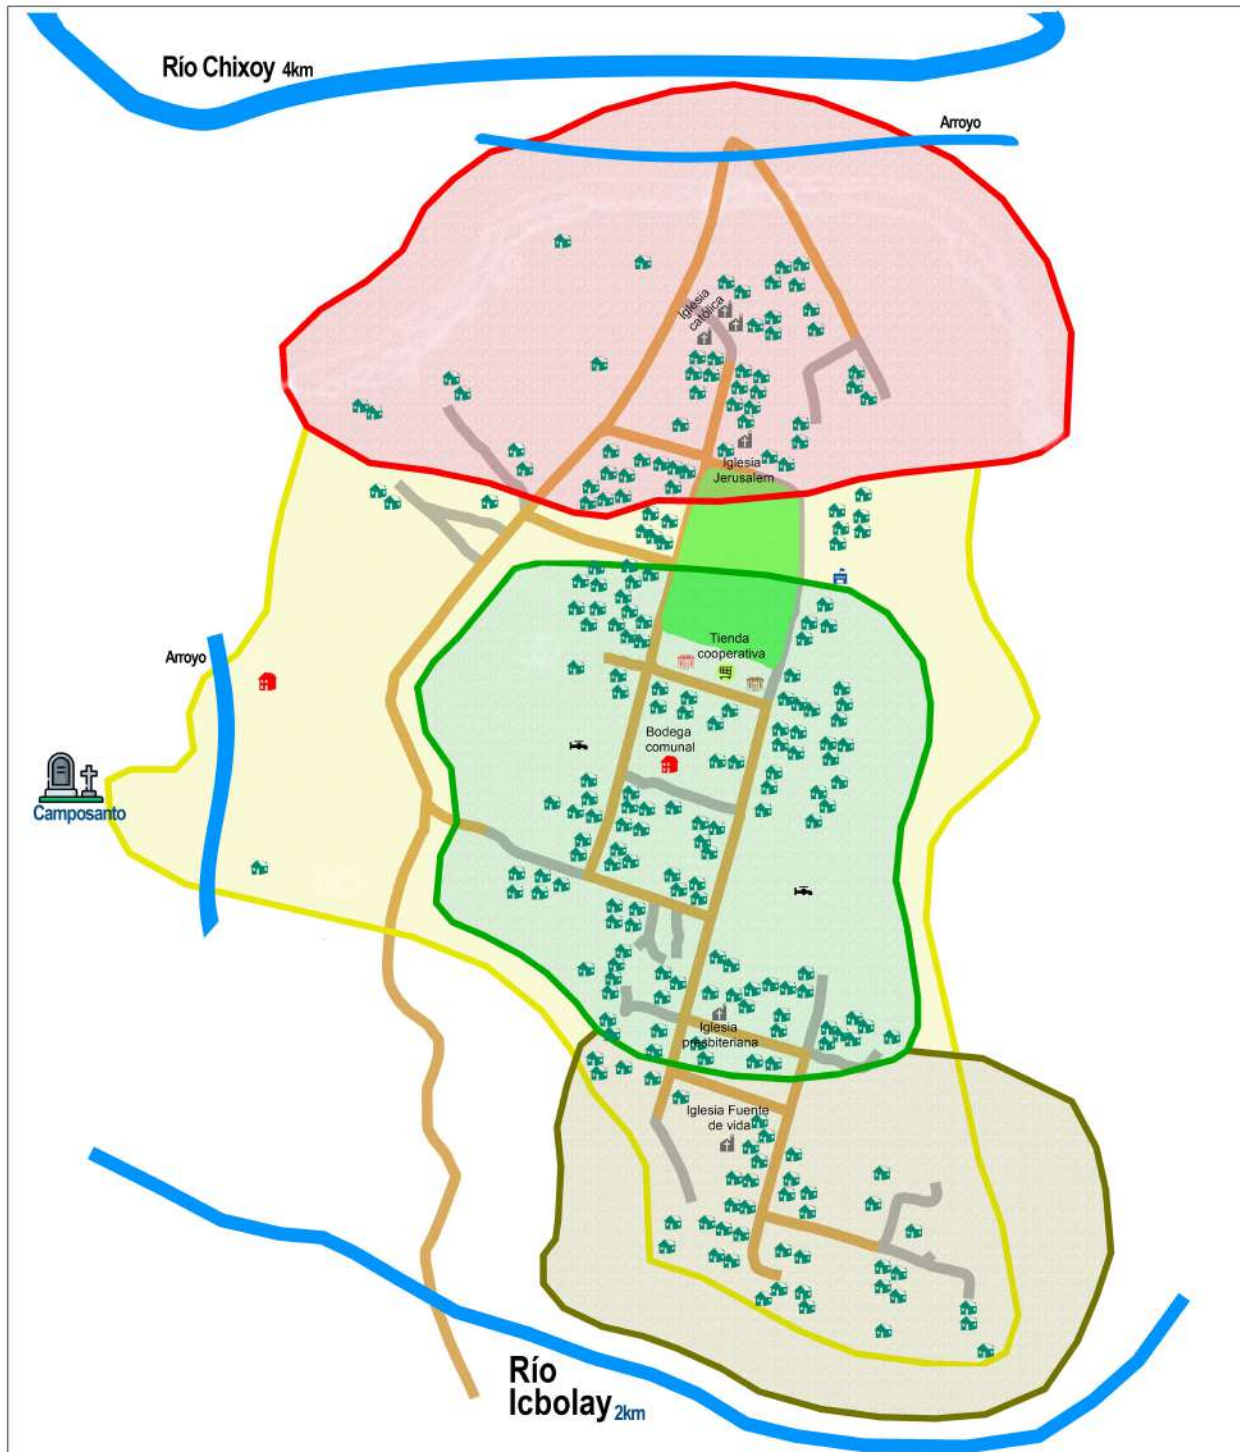 Río Chixoy 4km
Arroyo
Iglesia
católica
Iglesia
Jerusalem
Tienda
cooperativa
Arroyo
Bodega
comunal
Camposanto
Iglesia
presbiteriana
Iglesia Fuente
de vida
Río
Icbolay 2km